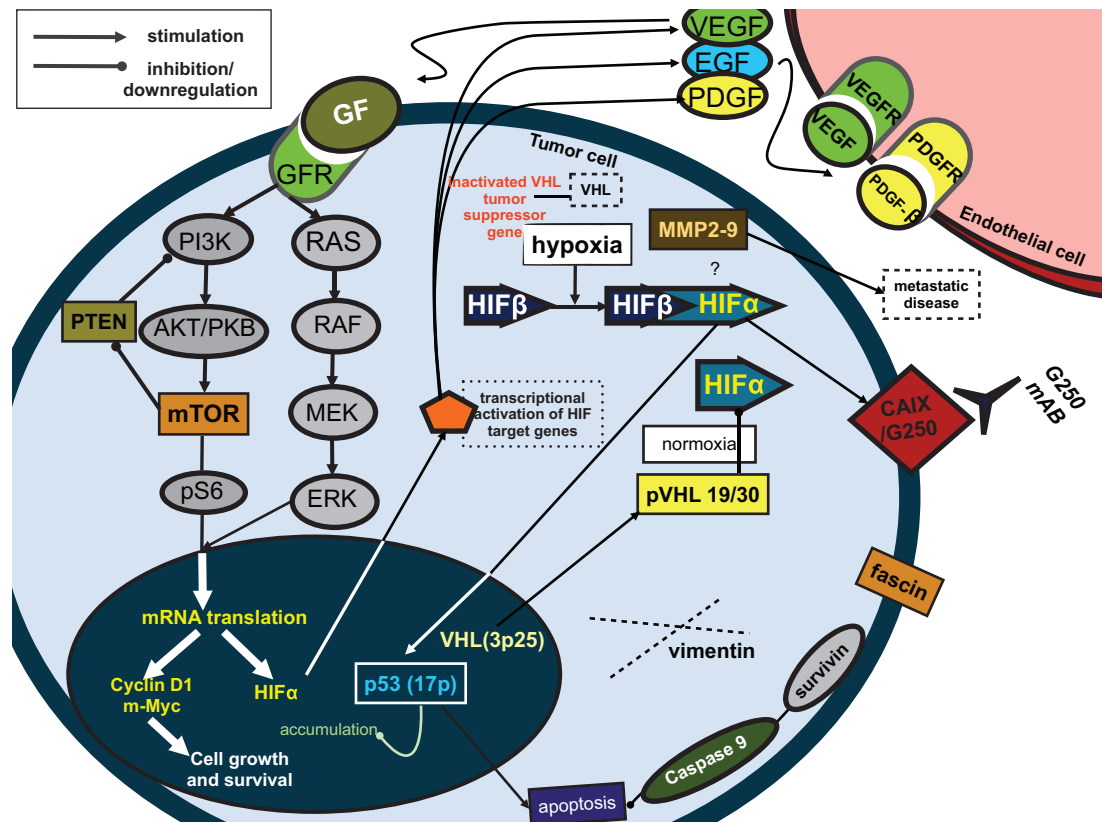 stimulation
inhibition/
downregulation
VEGF
EGF
PDGF
GF
GFR
VEGFR
VEGF
PDGFR
PDGF- β
Endothelial cell
Tumor cell
inactivated VHL
tumor
suppressor
gene
VHL
hypoxia
MMP2-9
?
metastatic
disease
PI3K
RAS
PTEN
AKT/PKB
RAF
mTOR
MEK
pS6
ERK
HIFβ
HIFβ
HIFα
HIFα
transcriptional
activation of HIF
target genes
normoxia
pVHL 19/30
CAIX
/G250
G250
mAB
fascin
mRNA translation
VHL(3p25)
Cyclin D1
m-Myc
HIFα
p53 (17p)
accumulation
Cell growth
and survival
vimentin
survivin
Caspase 9
apoptosis